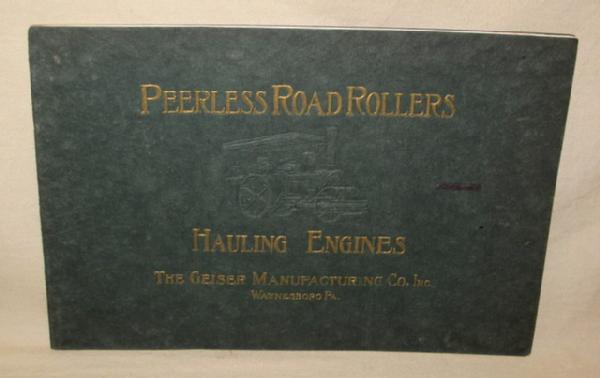 PEERLESS ROAD ROLLERS
HAULING ENGINES
THE GEISER MANUFACTURING CO. INC.
WAYNESBORO PA.